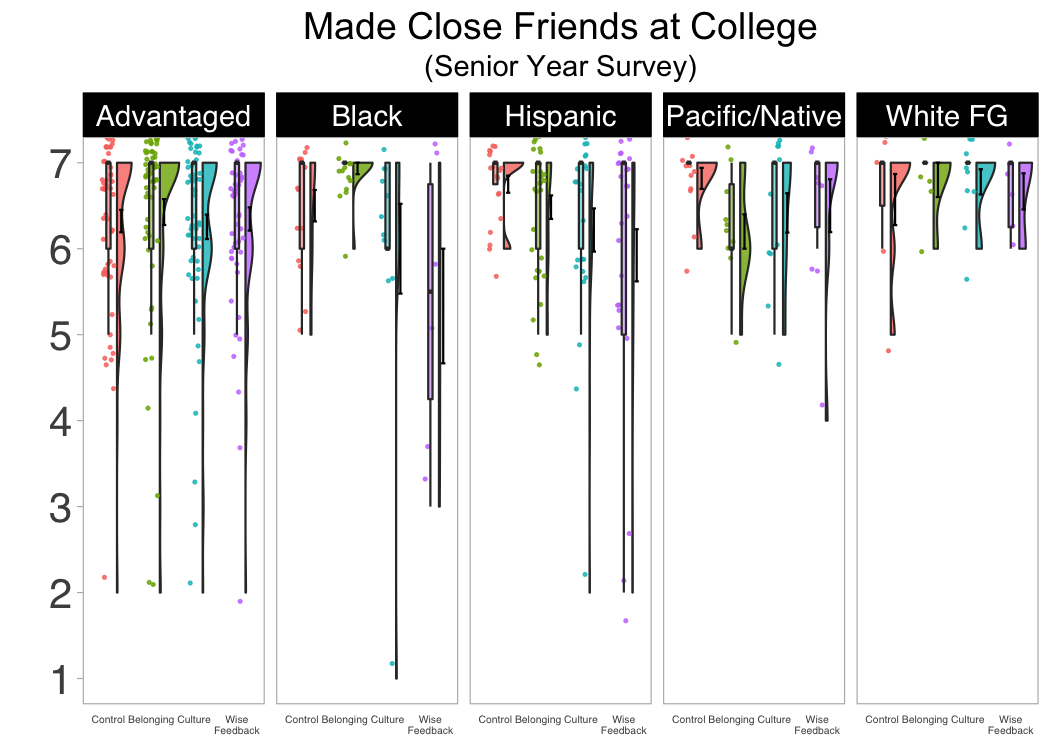 Made Close Friends at College
(Senior Year Survey)
Advantaged Black Hispanic Pacific/Native White FG
7
6
5
4
3
2
1
Control Belonging Culture Wise Feedback
Control Belonging Culture Wise Feedback
Control Belonging Culture Wise Feedback
Control Belonging Culture Wise Feedback
Control Belonging Culture Wise Feedback